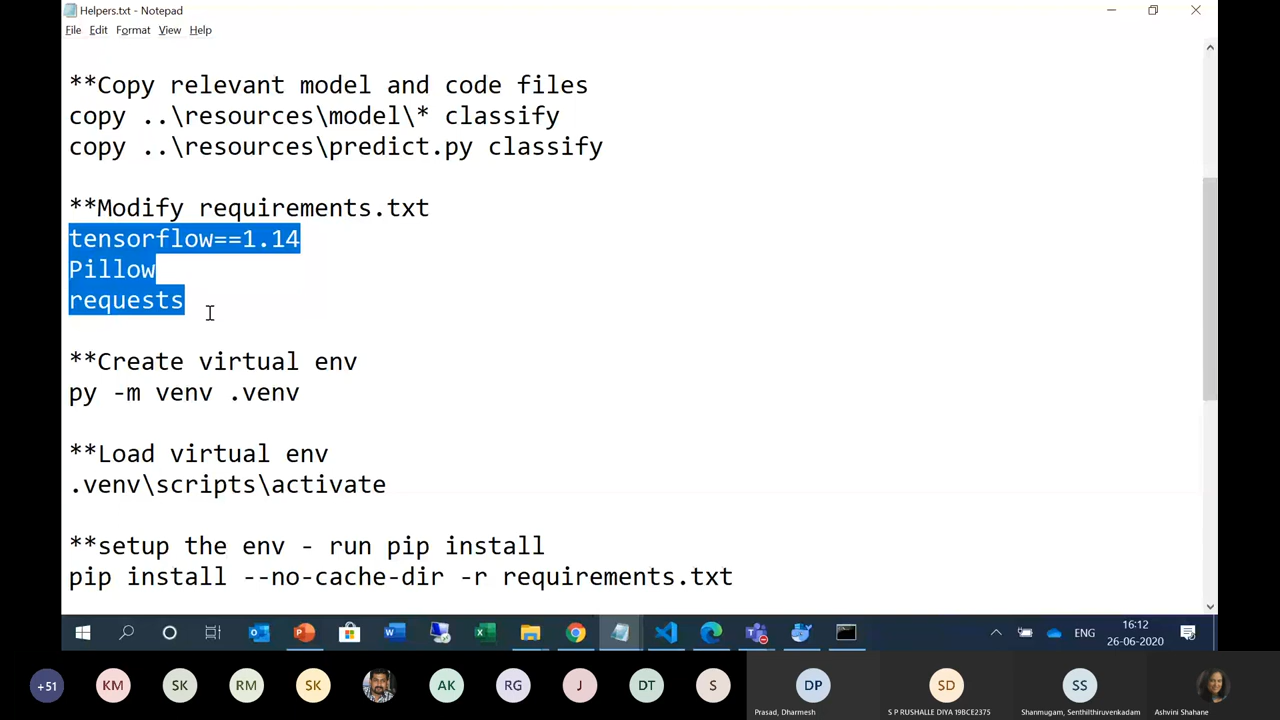 Helpers.txt - Notepad
File Edit Format View Help
**Copy relevant model and code files
copy ..\resources\model\* classify
copy ..\resources\predict.py classify
**Modify requirements.txt
tensorflow==1.14
Pillow
requests
**Create virtual env
py -m venv .venv
**Load virtual env
.venv\scripts\activate
**setup the env - run pip install
pip install --no-cache-dir -r requirements.txt
ENG
16:12
26-06-2020
+51 KM SK RM SK AK RG J DT S DP SD SS
Prasad, Dharmesh S P RUSHALLE DIYA 19BCE2375 Shanmugam, Senthilthiruvenkadam Ashvini Shahane